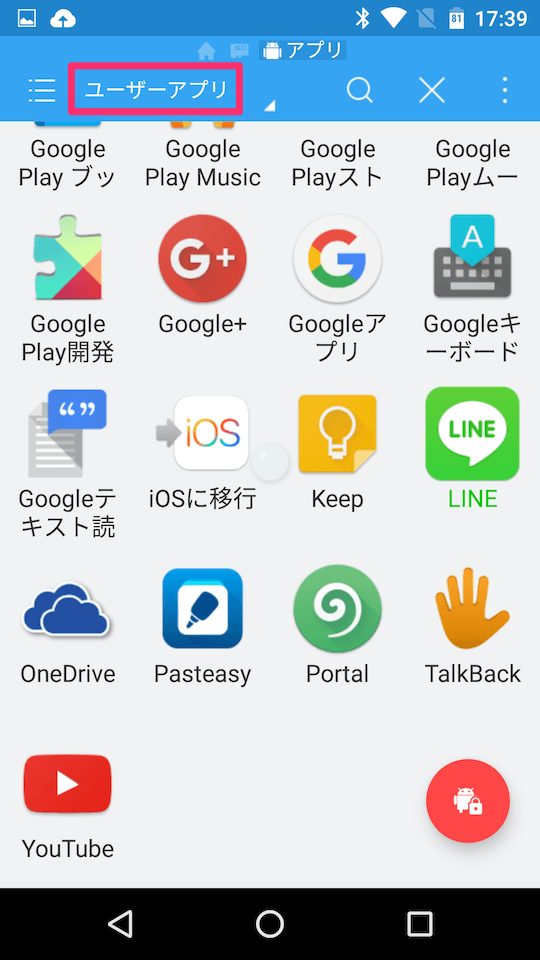 81 17:39
アプリ
ユーザーアプリ
Google Play ブッ
Google Play Music
Google Playスト
Google Playムー
G+
G
A
Google Play開発
Google+
Googleア プリ
Googleキ ーボード
“ ”
iOS
LINE
Googleテ キスト読
iOSに移行
Keep
LINE
OneDrive
Pasteasy
Portal
TalkBack
YouTube